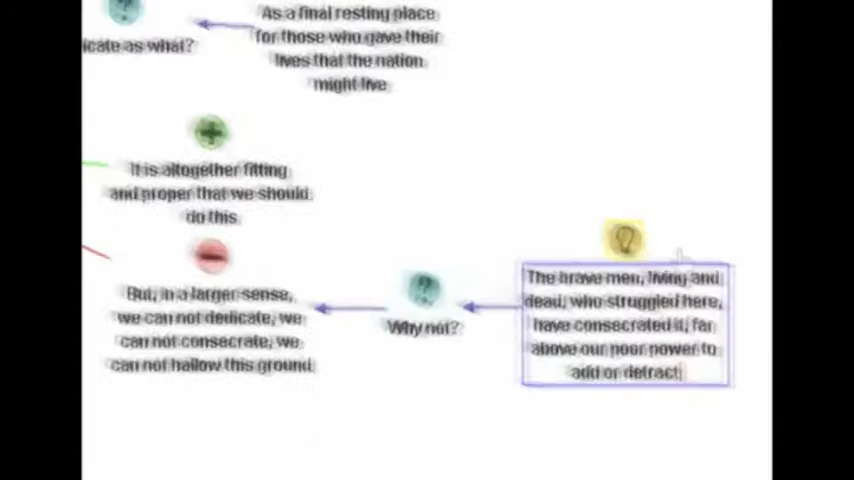 As a final resting place
for those who gave their
lives that the nation
might live
icate as what?
It is altogether fitting
and proper that we should
do this
But, in a larger sense,
we can not dedicate, we
can not consecrate, we
can not hallow this ground
Why not?
The brave men, living and
dead, who struggled here,
have consecrated it, far
above our poor power to
add or detract